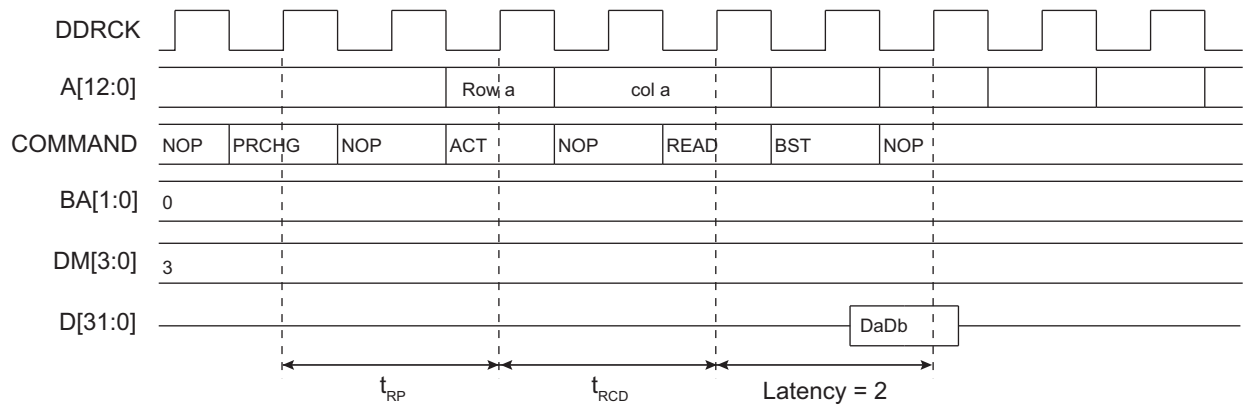 DDRCK
A[12:0] Row a col a
COMMAND NOP PRCHG NOP ACT NOP READ BST NOP
BA[1:0] 0
DM[3:0] 3
D[31:0] DaDb
tRP tRCD Latency = 2